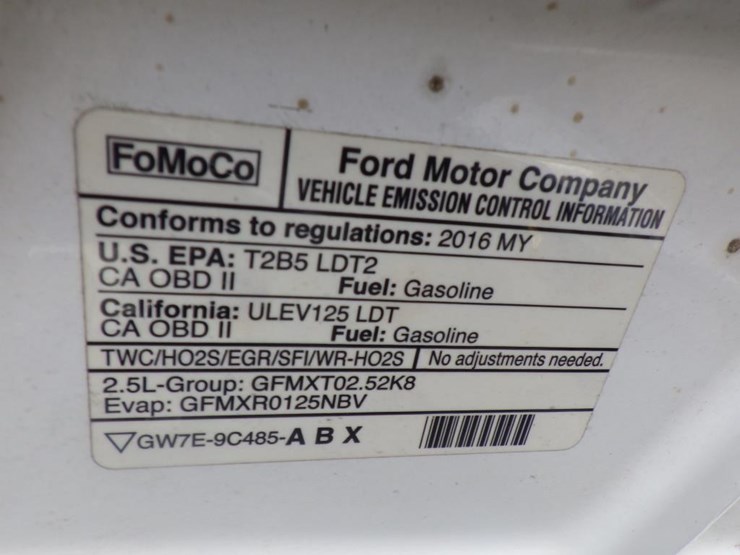 FoMoCo
Ford Motor Company
VEHICLE EMISSION CONTROL INFORMATION
Conforms to regulations: 2016 MY
U.S. EPA: T2B5 LDT2
CA OBD II Fuel: Gasoline
California: ULEV125 LDT
CA OBD II Fuel: Gasoline
TWC/HO2S/EGR/SFI/WR-HO2S No adjustments needed.
2.5L-Group: GFMXT02.52K8
Evap: GFMXR0125NBV
GW7E-9C485-A B X